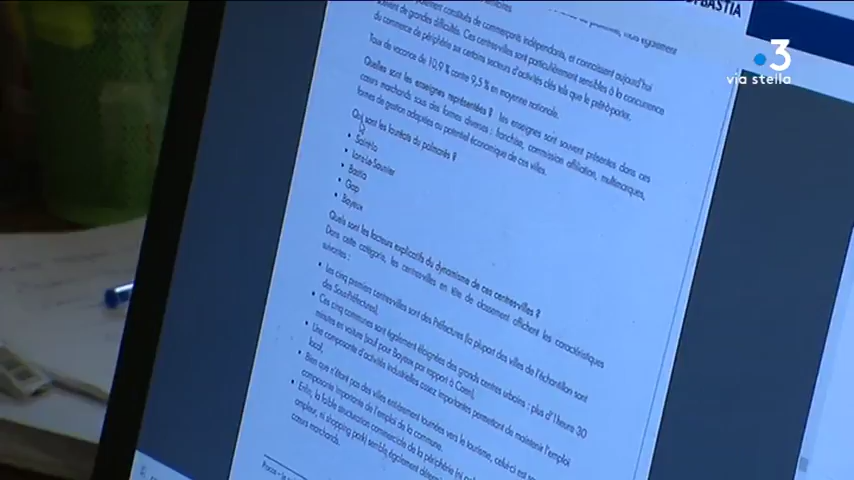 BASTIA
3
via stella
également
constitués de commerçants indépendants, et connaissent aujourd'hui
de grandes difficultés. Ces centres-villes sont particulièrement sensibles à la concurrence
du commerce de périphérie sur certains secteurs d'activités clés tels que le prêt-à-porter.
Taux de vacance de 10,9 % contre 9,5 % en moyenne nationale.
Quelles sont les enseignes représentées ? les enseignes sont souvent présentes dans ces
cœurs marchands sous des formes diverses : franchise, commission affiliation, multimarques,
formes de gestion adaptées au potentiel économique de ces villes.
Qui sont les lauréats du palmarès ?
• Saint-Lo
• Lons-Le-Saunier
• Bastia
• Gap
• Bayeux
Quels sont les facteurs explicatifs du dynamisme de ces centres-villes ?
Dans cette catégorie, les centres-villes en tête de classement affichent les caractéristiques
suivantes :
• Les cinq premiers centres-villes sont des Préfectures (la plupart des villes de l'échantillon sont
des Sous-Préfectures),
• Ces cinq communes sont également éloignées des grands centres urbains : plus d'1 heure 30
minutes en voiture (sauf pour Bayeux par rapport à Caen),
• Une composante d'activités industrielles assez importantes permettant de maintenir l'emploi
local,
• Bien que n'étant pas des villes entièrement tournées vers le tourisme, celui-ci est
composante importante de l'emploi de la commune.
• Enfin, la faible structuration commerciale de la périphérie (ni
ampleur, ni shopping park) semble également
cœurs marchands.